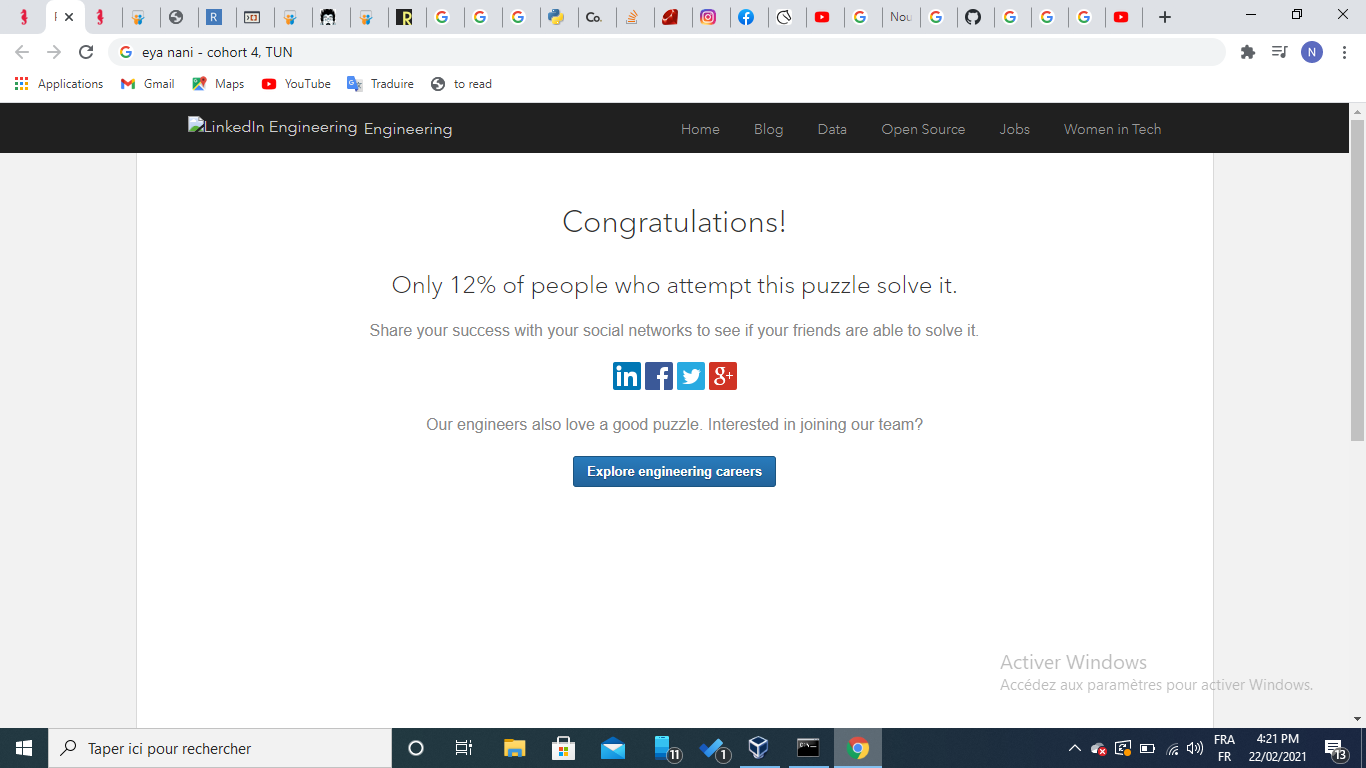 Nou
Co.
eya nani - cohort 4, TUN
N
Applications
Gmail
Maps
YouTube
Traduire
to read
LinkedIn Engineering Engineering
Home
Blog
Data
Open Source
Jobs
Women in Tech
Congratulations!
Only 12% of people who attempt this puzzle solve it.
Share your success with your social networks to see if your friends are able to solve it.
in f g+
Our engineers also love a good puzzle. Interested in joining our team?
Explore engineering careers
Activer Windows
Accédez aux paramètres pour activer Windows.
Taper ici pour rechercher
11
1
FRA
FR
4:21 PM
22/02/2021
13